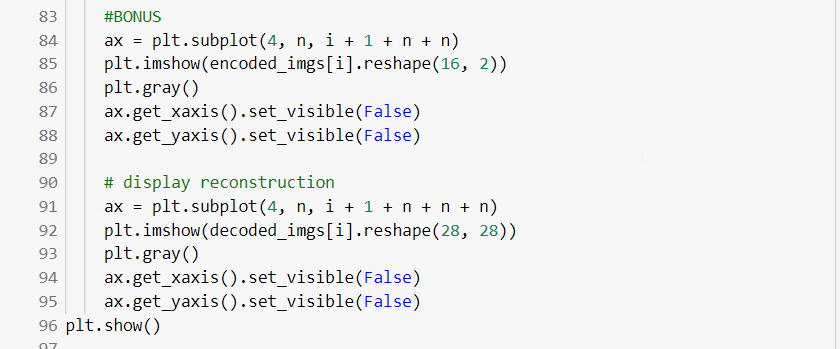 83 #BONUS
84 ax = plt.subplot(4, n, i + 1 + n + n)
85 plt.imshow(encoded_imgs[i].reshape(16, 2))
86 plt.gray()
87 ax.get_xaxis().set_visible(False)
88 ax.get_yaxis().set_visible(False)
89
90 # display reconstruction
91 ax = plt.subplot(4, n, i + 1 + n + n + n)
92 plt.imshow(decoded_imgs[i].reshape(28, 28))
93 plt.gray()
94 ax.get_xaxis().set_visible(False)
95 ax.get_yaxis().set_visible(False)
96 plt.show()
97